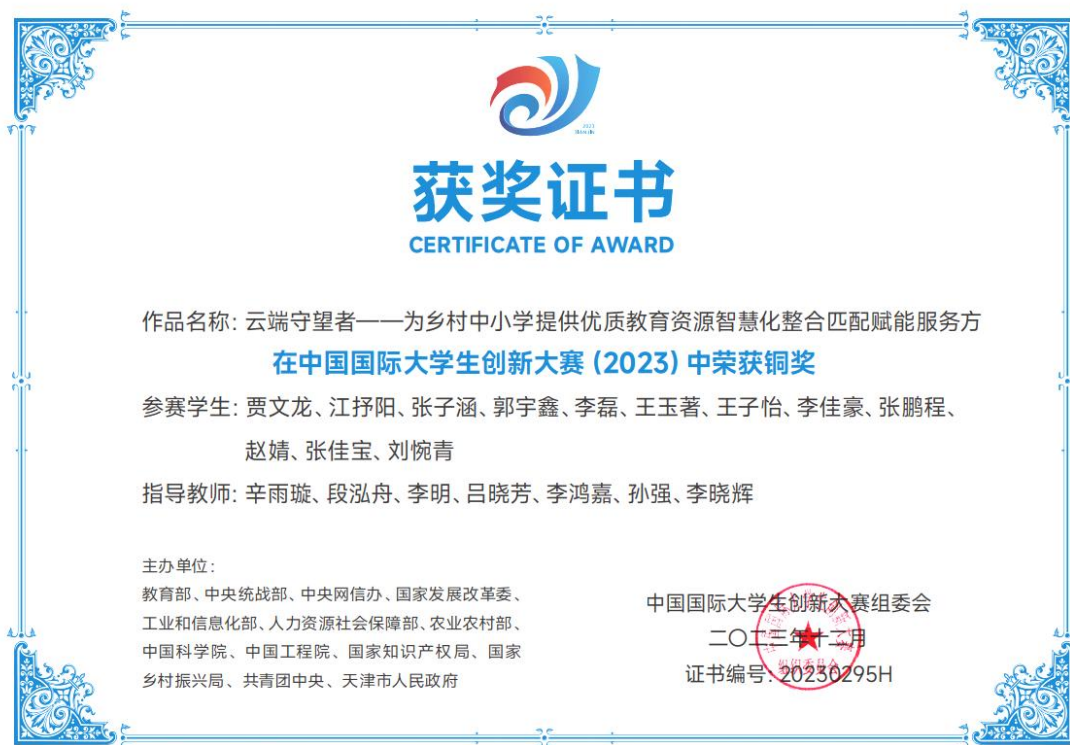 获奖证书
CERTIFICATE OF AWARD
作品名称: 云端守望者——为乡村中小学提供优质教育资源智慧化整合匹配赋能服务方
在中国国际大学生创新大赛 (2023) 中荣获铜奖
参赛学生: 贾文龙、江抒阳、张子涵、郭宇鑫、李磊、王玉著、王子怡、李佳豪、张鹏程、
赵婧、张佳宝、刘惋青
指导教师: 辛雨璇、段泓舟、李明、吕晓芳、李鸿嘉、孙强、李晓辉
主办单位:
教育部、中央统战部、中央网信办、国家发展改革委、
工业和信息化部、人力资源社会保障部、农业农村部、
中国科学院、中国工程院、国家知识产权局、国家
乡村振兴局、共青团中央、天津市人民政府
中国国际大学生创新大赛组委会
二〇二三年十二月
证书编号: 20230295H